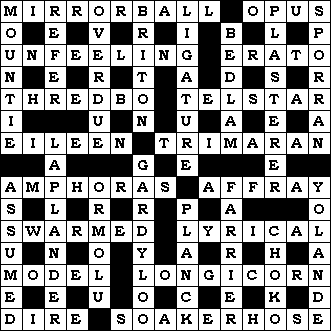 MIRRORBALL OPUS
O E V R I B L P
UNFEELING ERATO
N E R T A D S R
THREDBO TELSTAR
I U N U A E A
EILEEN TRIMARAN
A G E E
AMPHORAS AFFRAY
S L R R P A O
SWARMED LYRICAL
U N O Y A R H A
MODEL LONGICORN
E E U O C E K D
DIRE SOAKERHOSE